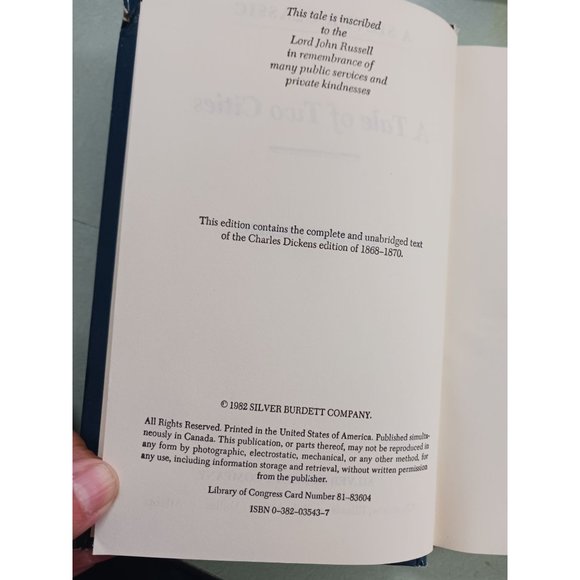 This tale is inscribed
to the
Lord John Russell
in remembrance of
many public services and
private kindnesses
A Tale of Two Cities
This edition contains the complete and unabridged text
of the Charles Dickens edition of 1868–1870.
© 1982 SILVER BURDETT COMPANY.
All Rights Reserved. Printed in the United States of America. Published simulta-
neously in Canada. This publication, or parts thereof, may not be reproduced in
any form by photographic, electrostatic, mechanical, or any other method, for
any use, including information storage and retrieval, without written permission
from the publisher.
Library of Congress Card Number 81–83604
ISBN 0–382–03543–7